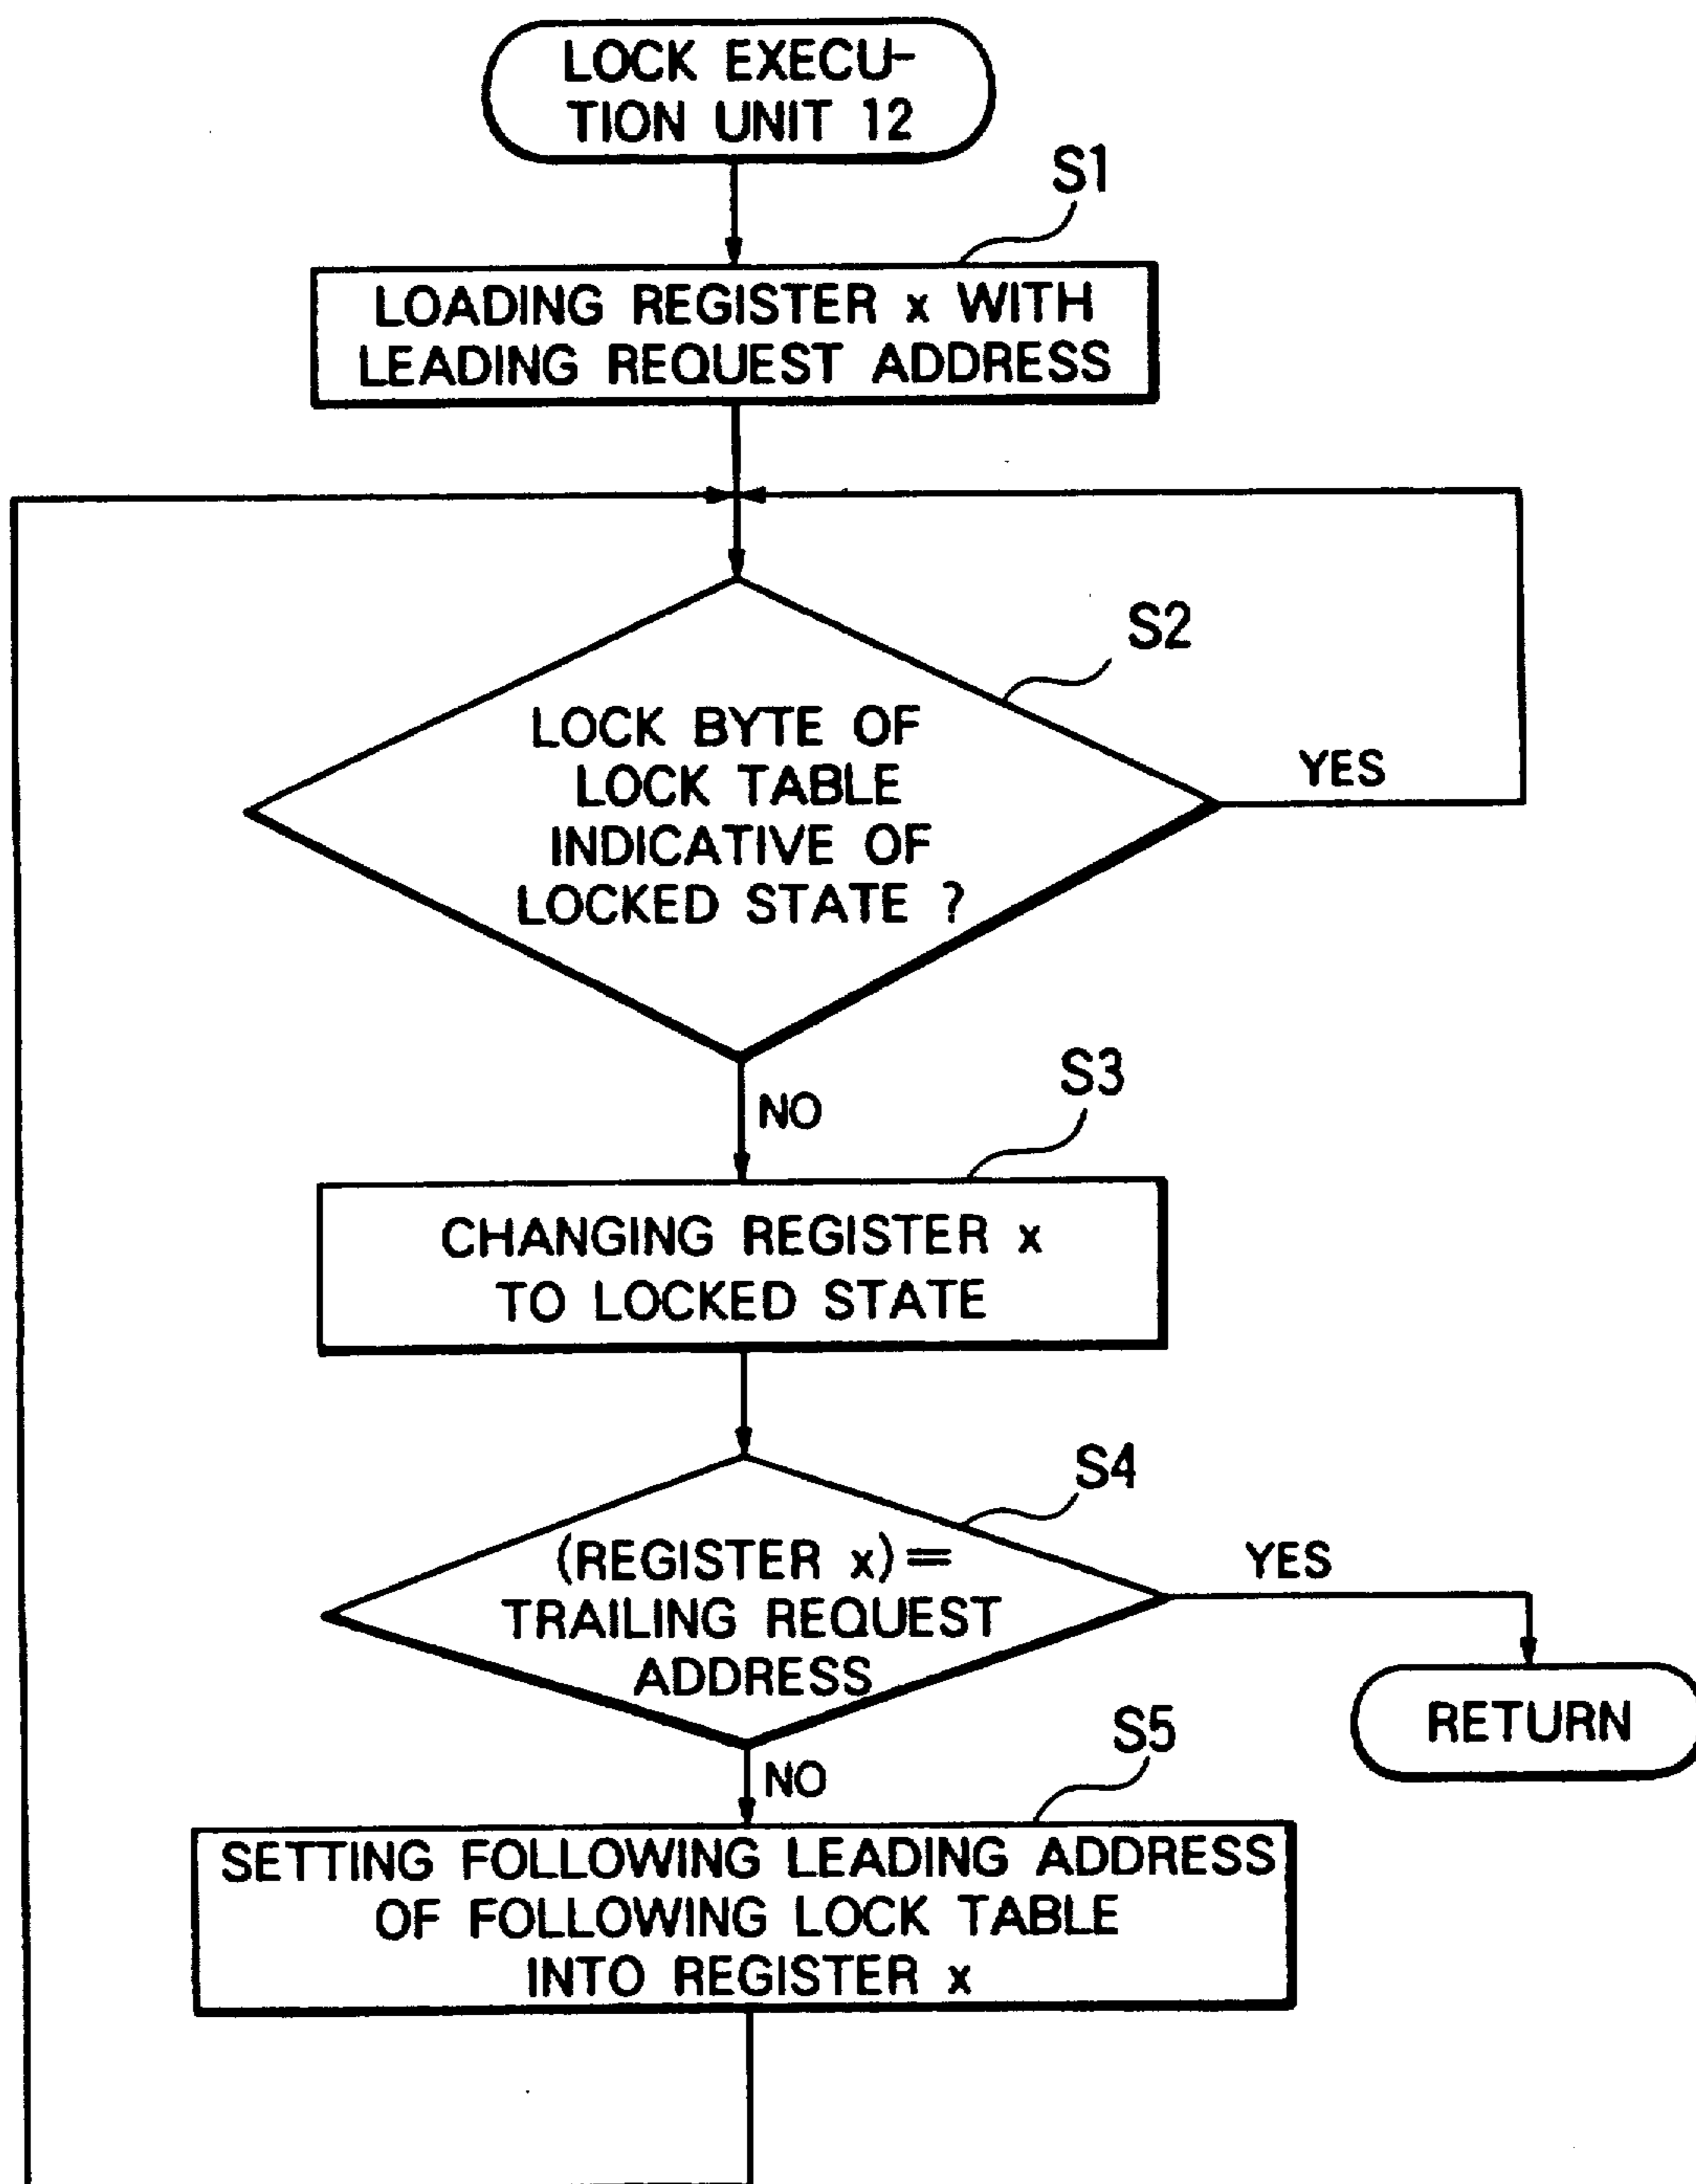 LOCK EXECU-
TION UNIT 12
S1
LOADING REGISTER x WITH
LEADING REQUEST ADDRESS
S2
LOCK BYTE OF
LOCK TABLE
INDICATIVE OF
LOCKED STATE ?
YES
NO
S3
CHANGING REGISTER x
TO LOCKED STATE
S4
(REGISTER x)=
TRAILING REQUEST
ADDRESS
YES
RETURN
NO
S5
SETTING FOLLOWING LEADING ADDRESS
OF FOLLOWING LOCK TABLE
INTO REGISTER x